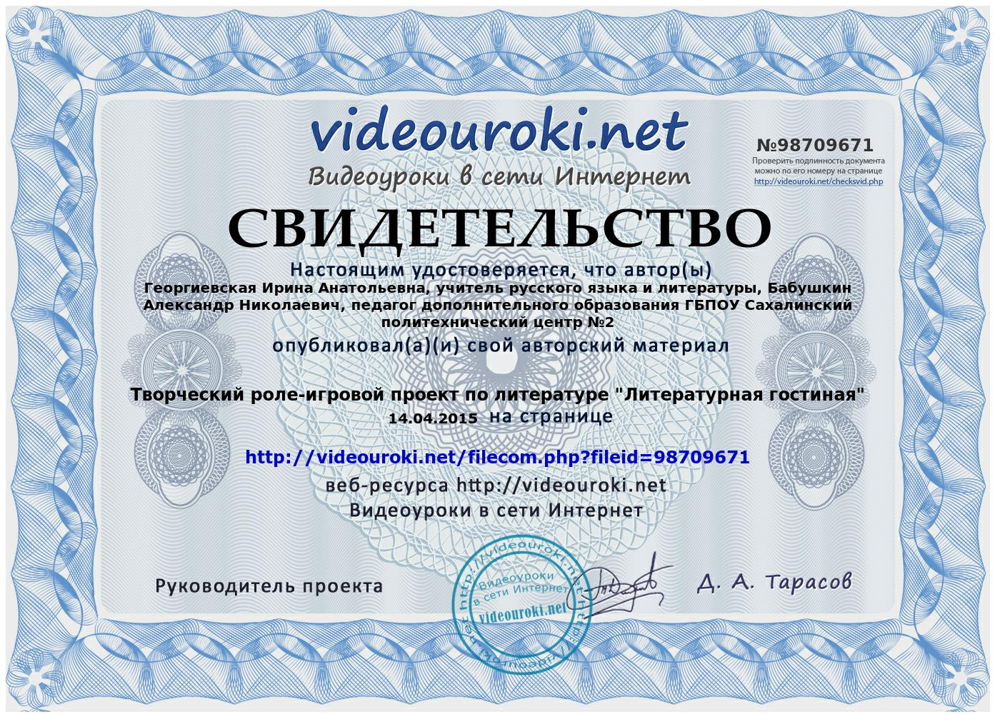 videouroki.net
Видеоуроки в сети Интернет
№98709671
Проверить подлинность документа
можно по его номеру на странице
http://videouroki.net/checksvid.php
СВИДЕТЕЛЬСТВО
Настоящим удостоверяется, что автор(ы)
Георгиевская Ирина Анатольевна, учитель русского языка и литературы, Бабушкин
Александр Николаевич, педагог дополнительного образования ГБПОУ Сахалинский
политехнический центр №2
опубликовал(а)(и) свой авторский материал
Творческий роле-игровой проект по литературе "Литературная гостиная"
14.04.2015 на странице
http://videouroki.net/filecom.php?fileid=98709671
веб-ресурса http://videouroki.net
Видеоуроки в сети Интернет
Руководитель проекта
http://videouroki.net http://videouroki.net
Видеоуроки
в сети Интернет
videouroki.net
Д. А. Тарасов